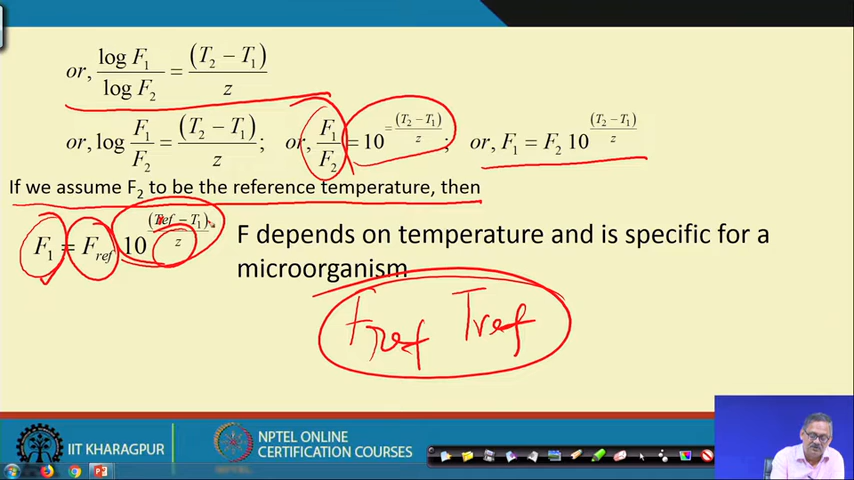 or, log F₁ / log F₂ = (T₂ − T₁) / z
or, log F₁/F₂ = (T₂ − T₁) / z; or, F₁/F₂ = 10^(=(T₂ − T₁)/z); or, F₁ = F₂ 10^((T₂ − T₁)/z)
If we assume F₂ to be the reference temperature, then
F₁ = F_ref 10^((Tref − T₁)/z)
F depends on temperature and is specific for a
microorganism
Fref Tref
IIT KHARAGPUR
NPTEL ONLINE
CERTIFICATION COURSES